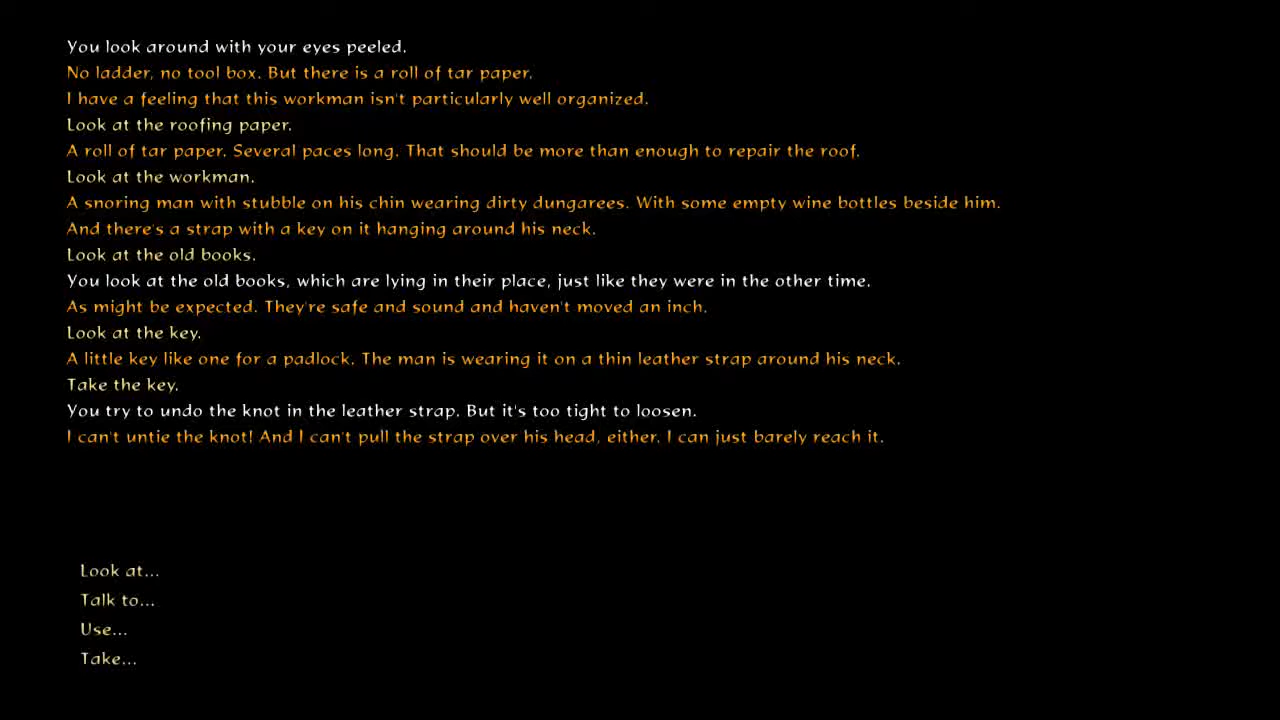 You look around with your eyes peeled.
No ladder, no tool box. But there is a roll of tar paper.
I have a feeling that this workman isn't particularly well organized.
Look at the roofing paper.
A roll of tar paper. Several paces long. That should be more than enough to repair the roof.
Look at the workman.
A snoring man with stubble on his chin wearing dirty dungarees. With some empty wine bottles beside him.
And there's a strap with a key on it hanging around his neck.
Look at the old books.
You look at the old books, which are lying in their place, just like they were in the other time.
As might be expected. They're safe and sound and haven't moved an inch.
Look at the key.
A little key like one for a padlock. The man is wearing it on a thin leather strap around his neck.
Take the key.
You try to undo the knot in the leather strap. But it's too tight to loosen.
I can't untie the knot! And I can't pull the strap over his head, either. I can just barely reach it.
Look at...
Talk to...
Use...
Take...